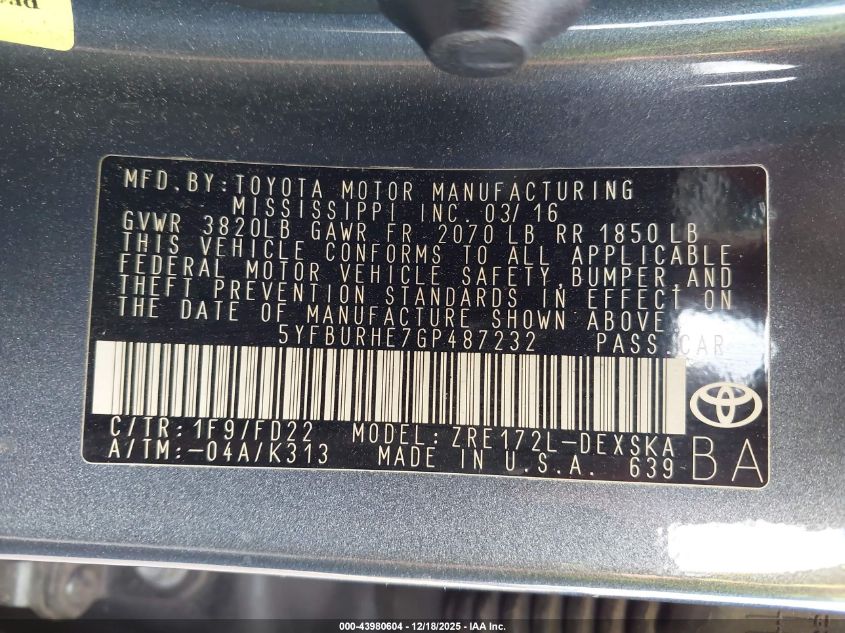 MFD.BY:TOYOTA MOTOR MANUFACTURING
MISSISSIPPI INC. 03/16
GVWR 3820LB GAWR FR 2070 LB RR 1850 LB
THIS VEHICLE CONFORMS TO ALL APPLICABLE
FEDERAL MOTOR VEHICLE SAFETY,BUMPER,AND
THEFT PREVENTION STANDARDS IN EFFECT ON
THE DATE OF MANUFACTURE SHOWN ABOVE.
5YFBURHE7GP487232 PASS.CAR
C/TR:1F9/FD22 MODEL:ZRE172L-DEXSKA
A/TM:-04A/K313 MADE IN U.S.A. 639
BA
000-43980604 - 12/18/2025 - IAA Inc.